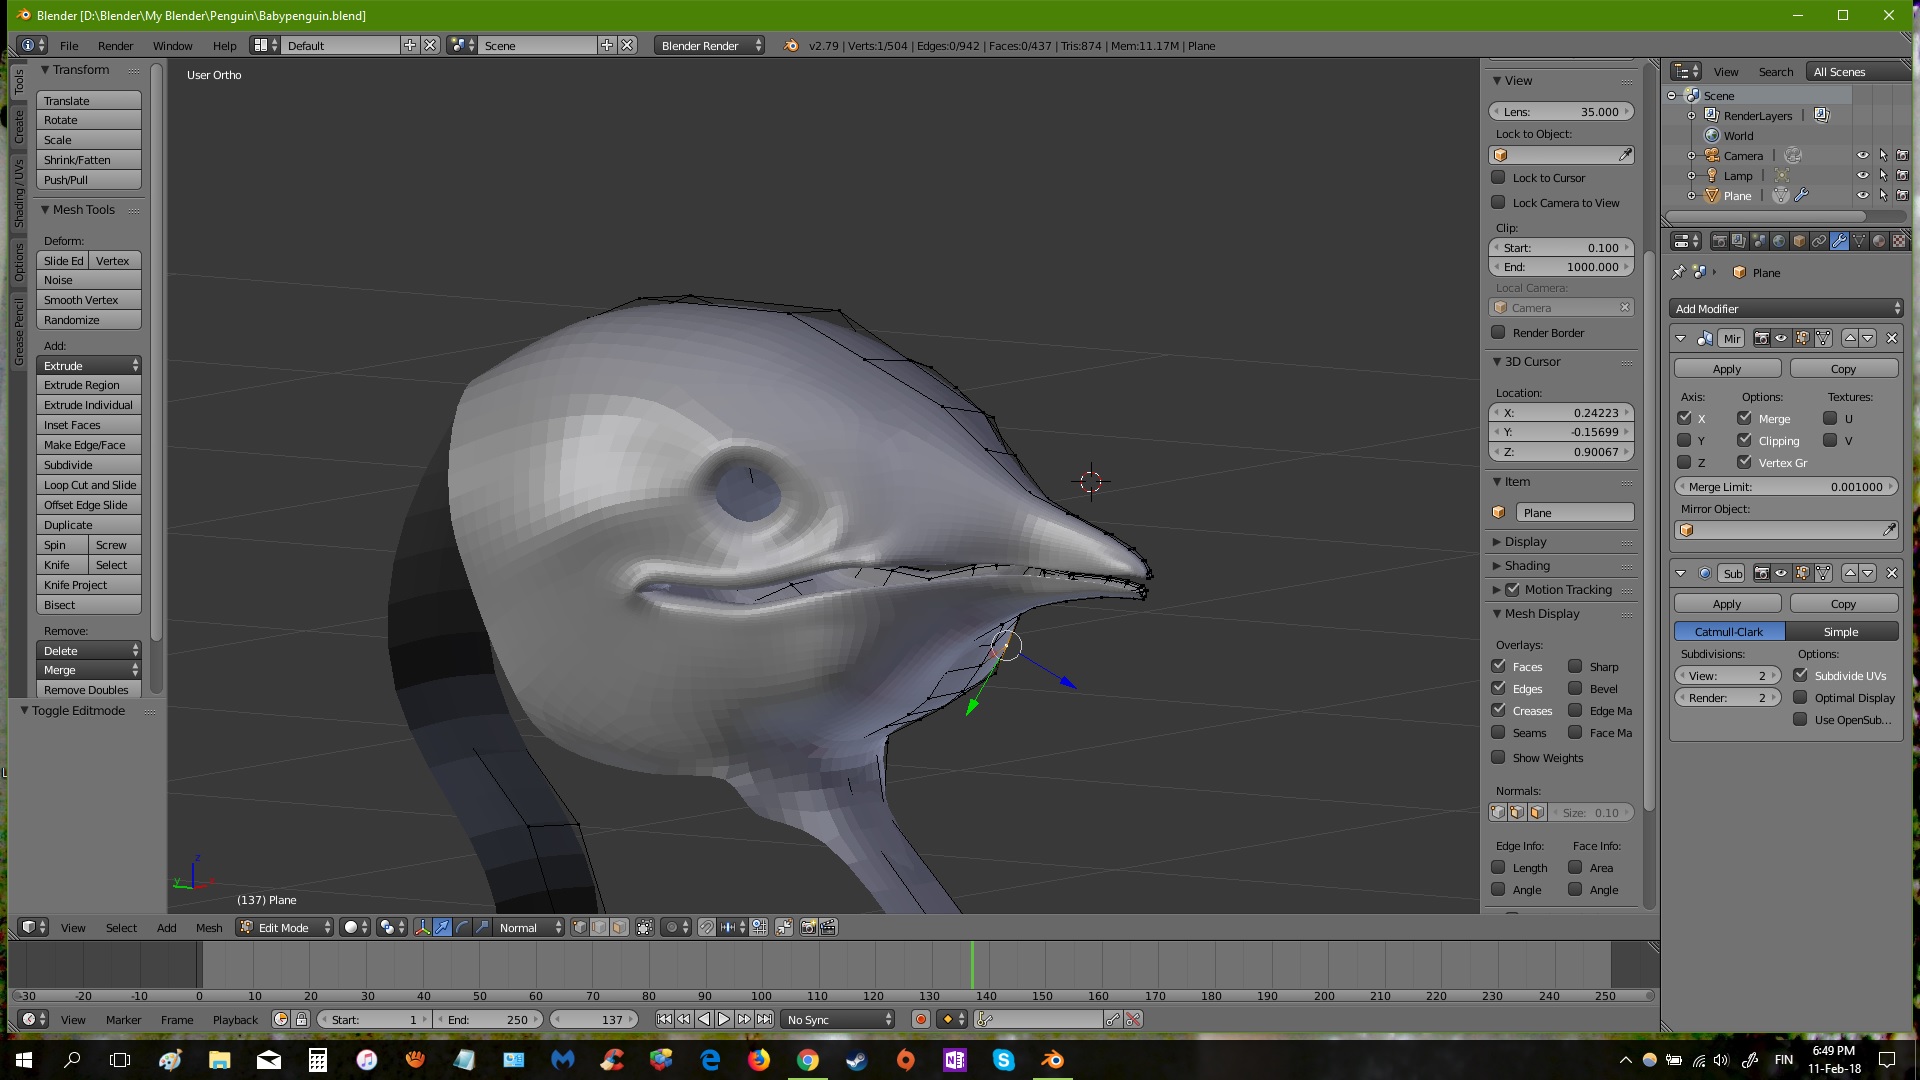 Blender [D:\Blender\My Blender\Penguin\Babypenguin.blend]
File Render Window Help Default Scene Blender Render v2.79 | Verts:1/504 | Edges:0/942 | Faces:0/437 | Tris:874 | Mem:11.17M | Plane
Tools
Create
Shading / UVs
Options
Grease Pencil
Transform
Translate
Rotate
Scale
Shrink/Fatten
Push/Pull
Mesh Tools
Deform:
Slide Ed Vertex
Noise
Smooth Vertex
Randomize
Add:
Extrude
Extrude Region
Extrude Individual
Inset Faces
Make Edge/Face
Subdivide
Loop Cut and Slide
Offset Edge Slide
Duplicate
Spin Screw
Knife Select
Knife Project
Bisect
Remove:
Delete
Merge
Remove Doubles
Toggle Editmode
User Ortho
(137) Plane
View
Lens: 35.000
Lock to Object:
Lock to Cursor
Lock Camera to View
Clip:
Start: 0.100
End: 1000.000
Local Camera:
Camera
Render Border
3D Cursor
Location:
X: 0.24223
Y: -0.15699
Z: 0.90067
Item
Plane
Display
Shading
Motion Tracking
Mesh Display
Overlays:
Faces Sharp
Edges Bevel
Creases Edge Ma
Seams Face Ma
Show Weights
Normals:
Size: 0.10
Edge Info: Face Info:
Length Area
Angle Angle
View Search All Scenes
Scene
RenderLayers
World
Camera
Lamp
Plane
Plane
Add Modifier
Mir
Apply Copy
Axis: Options: Textures:
X Merge U
Y Clipping V
Z Vertex Gr
Merge Limit: 0.001000
Mirror Object:
Sub
Apply Copy
Catmull-Clark Simple
Subdivisions: Options:
View: 2 Subdivide UVs
Render: 2 Optimal Display
Use OpenSub...
View Select Add Mesh Edit Mode Normal
-30 -20 -10 0 10 20 30 40 50 60 70 80 90 100 110 120 130 140 150 160 170 180 190 200 210 220 230 240 250
View Marker Frame Playback Start: 1 End: 250 137 No Sync
FIN
6:49 PM
11-Feb-18